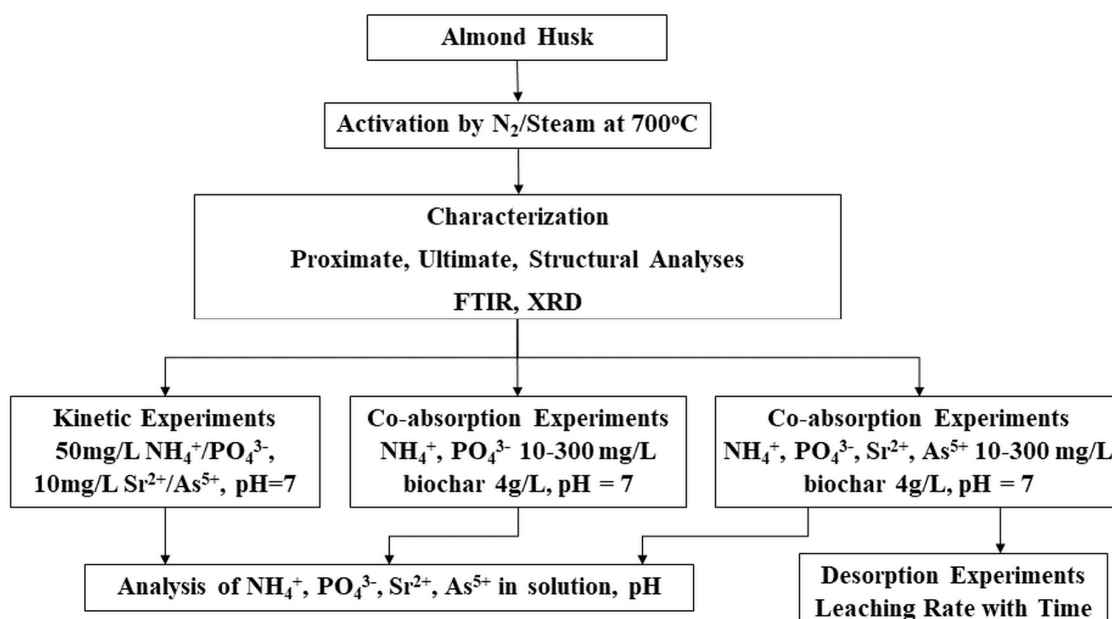 Almond Husk
Activation by N₂/Steam at 700ᵒC
Characterization
Proximate, Ultimate, Structural Analyses
FTIR, XRD
Kinetic Experiments
50mg/L NH₄⁺/PO₄³⁻,
10mg/L Sr²⁺/As⁵⁺, pH=7
Co-absorption Experiments
NH₄⁺, PO₄³⁻ 10-300 mg/L
biochar 4g/L, pH = 7
Co-absorption Experiments
NH₄⁺, PO₄³⁻, Sr²⁺, As⁵⁺ 10-300 mg/L
biochar 4g/L, pH = 7
Analysis of NH₄⁺, PO₄³⁻, Sr²⁺, As⁵⁺ in solution, pH
Desorption Experiments
Leaching Rate with Time